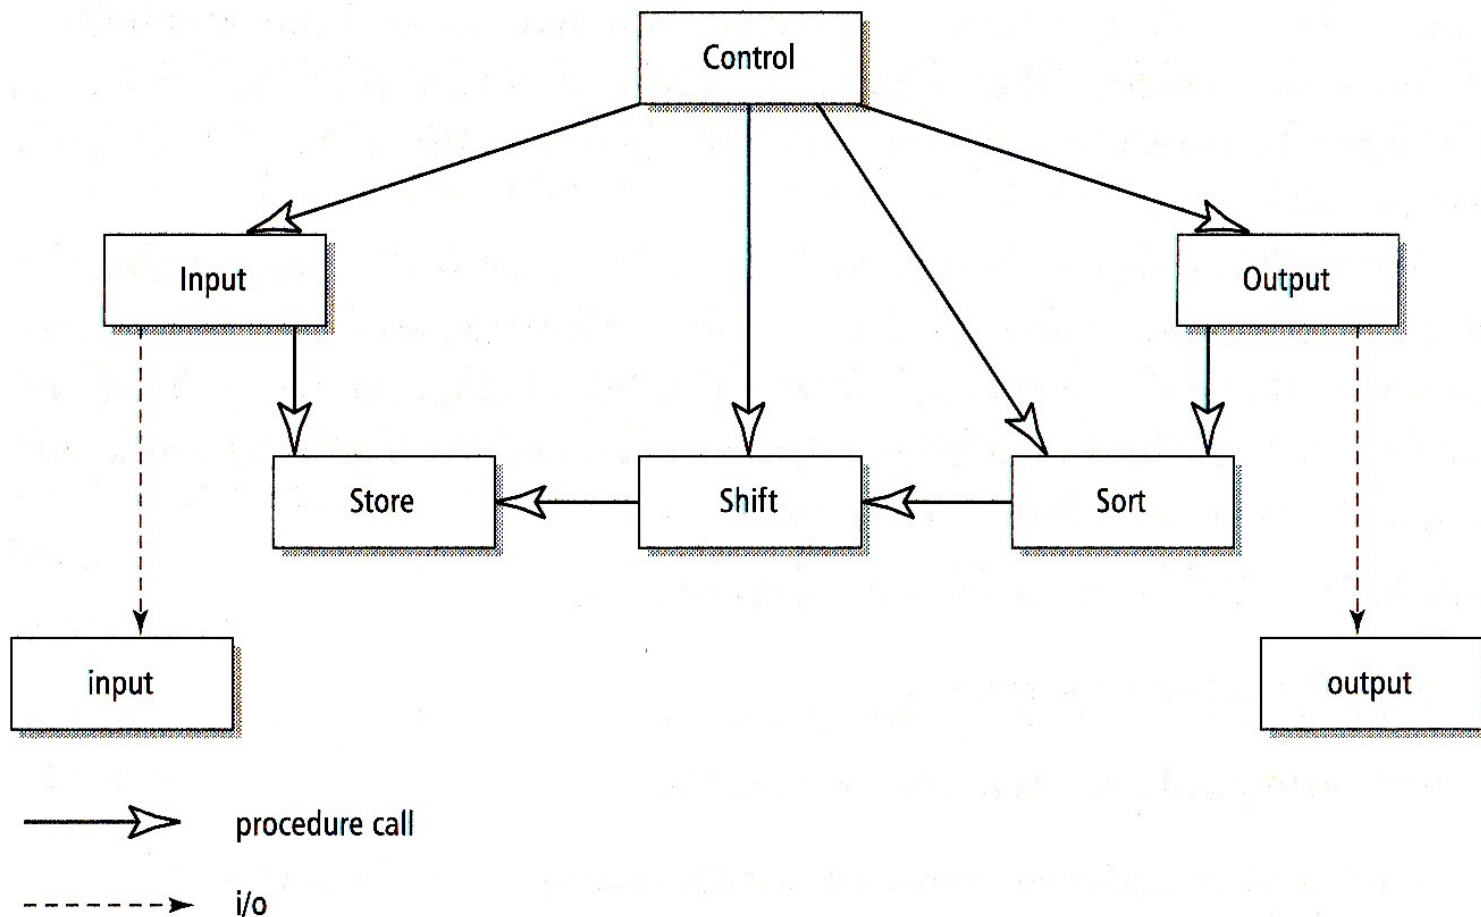 Control
Input
Output
Store
Shift
Sort
input
output
procedure call
i/o